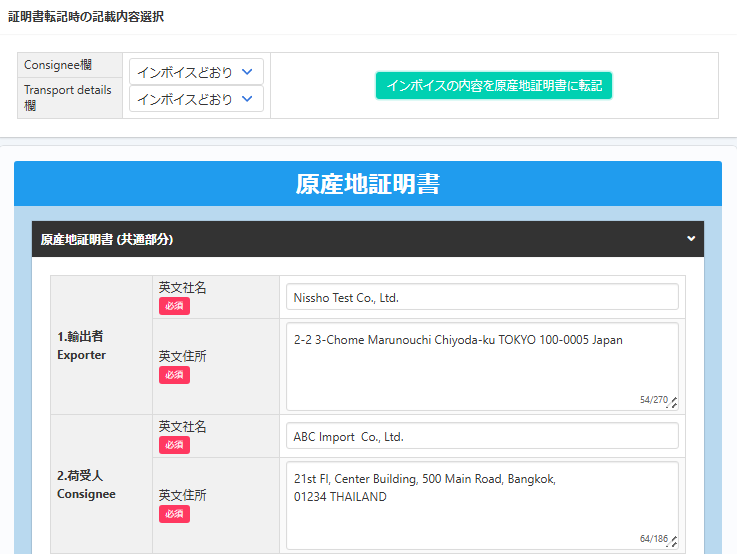 証明書転記時の記載内容選択
Consignee欄
インボイスどおり
Transport details
欄
インボイスどおり
インボイスの内容を原産地証明書に転記
原産地証明書
原産地証明書 (共通部分)
1.輸出者
Exporter
英文社名
必須
Nissho Test Co., Ltd.
英文住所
必須
2-2 3-Chome Marunouchi Chiyoda-ku TOKYO 100-0005 Japan
54/270
2.荷受人
Consignee
英文社名
必須
ABC Import  Co., Ltd.
英文住所
必須
21st Fl, Center Building, 500 Main Road, Bangkok,
01234 THAILAND
64/186